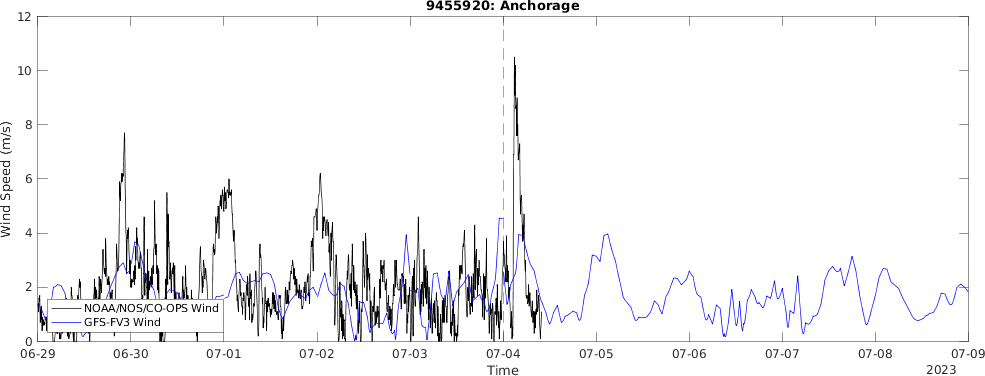 9455920: Anchorage
12
10
8
6
4
2
0
Wind Speed (m/s)
NOAA/NOS/CO-OPS Wind
GFS-FV3 Wind
06-29 06-30 07-01 07-02 07-03 07-04 07-05 07-06 07-07 07-08 07-09
Time
2023